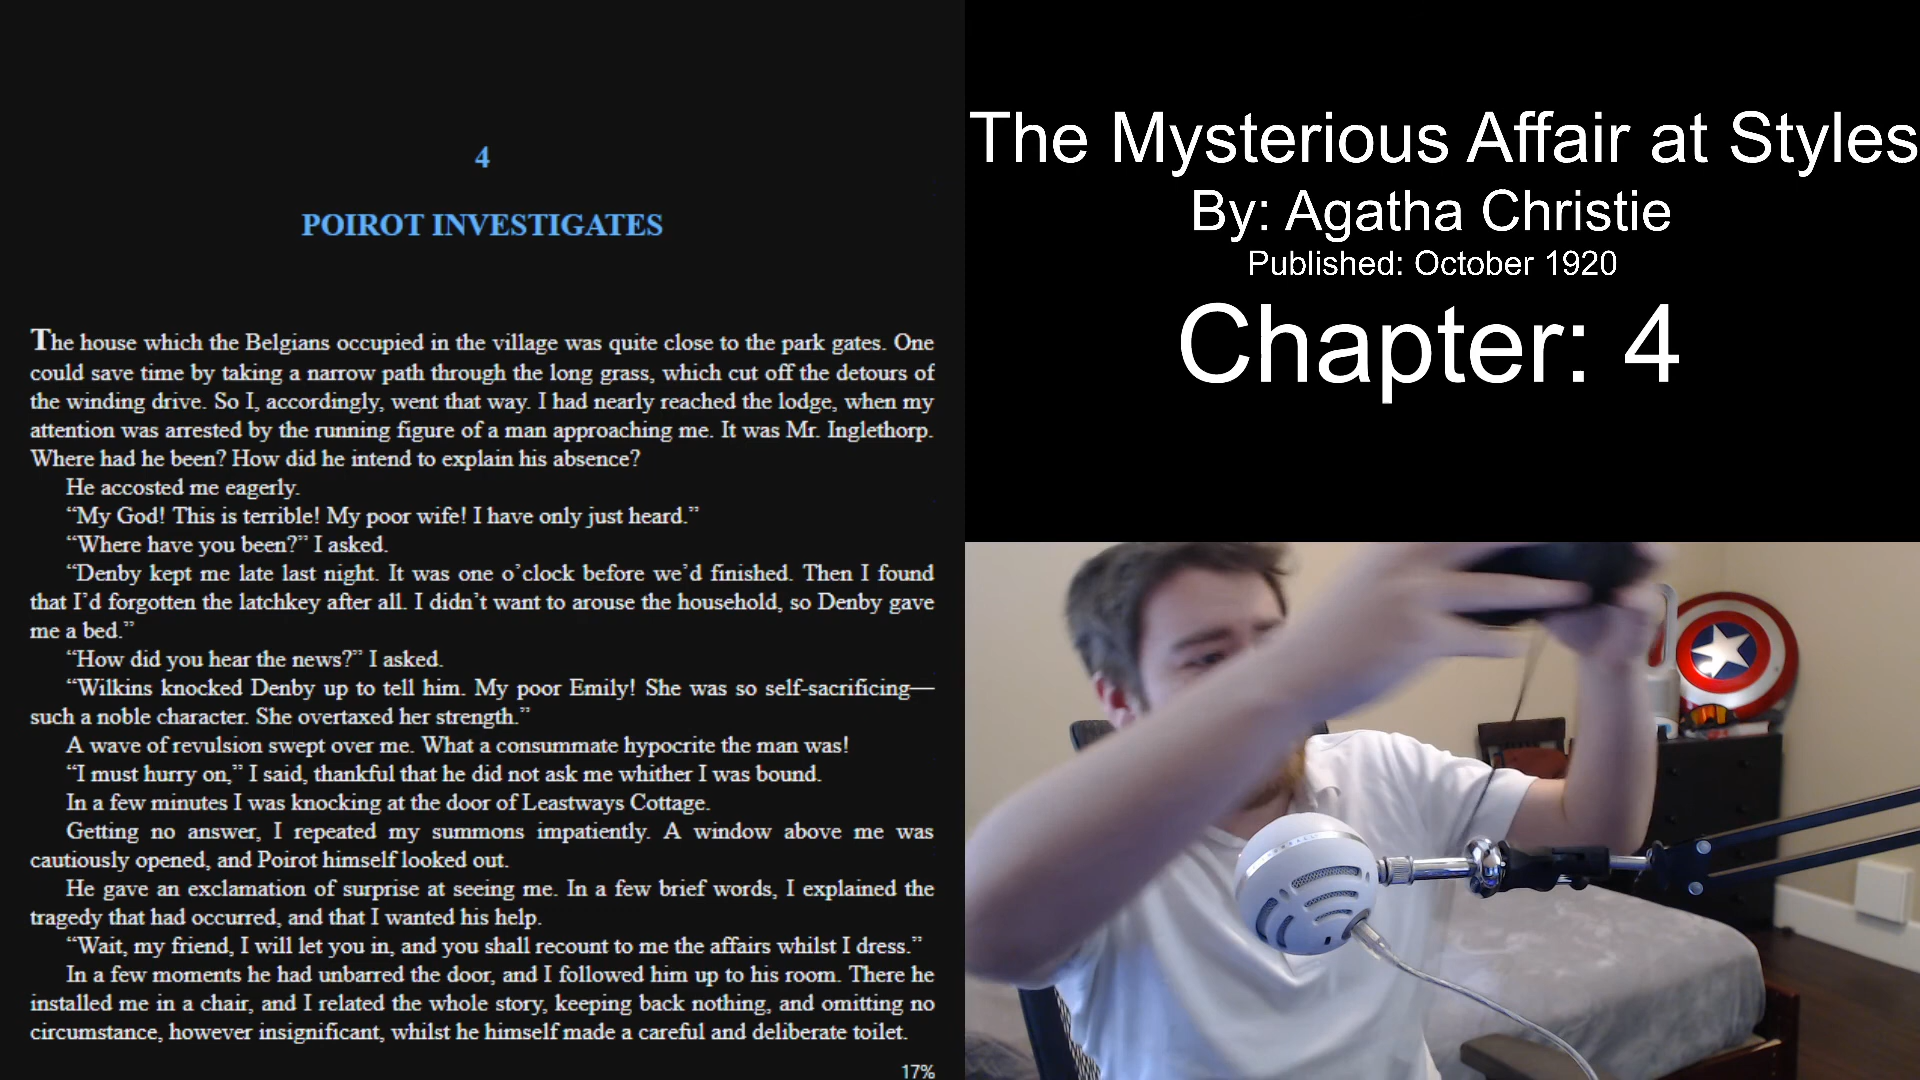 4
POIROT INVESTIGATES
The house which the Belgians occupied in the village was quite close to the park gates. One
could save time by taking a narrow path through the long grass, which cut off the detours of
the winding drive. So I, accordingly, went that way. I had nearly reached the lodge, when my
attention was arrested by the running figure of a man approaching me. It was Mr. Inglethorp.
Where had he been? How did he intend to explain his absence?
He accosted me eagerly.
“My God! This is terrible! My poor wife! I have only just heard.”
“Where have you been?” I asked.
“Denby kept me late last night. It was one o’clock before we’d finished. Then I found
that I’d forgotten the latchkey after all. I didn’t want to arouse the household, so Denby gave
me a bed.”
“How did you hear the news?” I asked.
“Wilkins knocked Denby up to tell him. My poor Emily! She was so self-sacrificing—
such a noble character. She overtaxed her strength.”
A wave of revulsion swept over me. What a consummate hypocrite the man was!
“I must hurry on,” I said, thankful that he did not ask me whither I was bound.
In a few minutes I was knocking at the door of Leastways Cottage.
Getting no answer, I repeated my summons impatiently. A window above me was
cautiously opened, and Poirot himself looked out.
He gave an exclamation of surprise at seeing me. In a few brief words, I explained the
tragedy that had occurred, and that I wanted his help.
“Wait, my friend, I will let you in, and you shall recount to me the affairs whilst I dress.”
In a few moments he had unbarred the door, and I followed him up to his room. There he
installed me in a chair, and I related the whole story, keeping back nothing, and omitting no
circumstance, however insignificant, whilst he himself made a careful and deliberate toilet.
17%
The Mysterious Affair at Styles
By: Agatha Christie
Published: October 1920
Chapter: 4